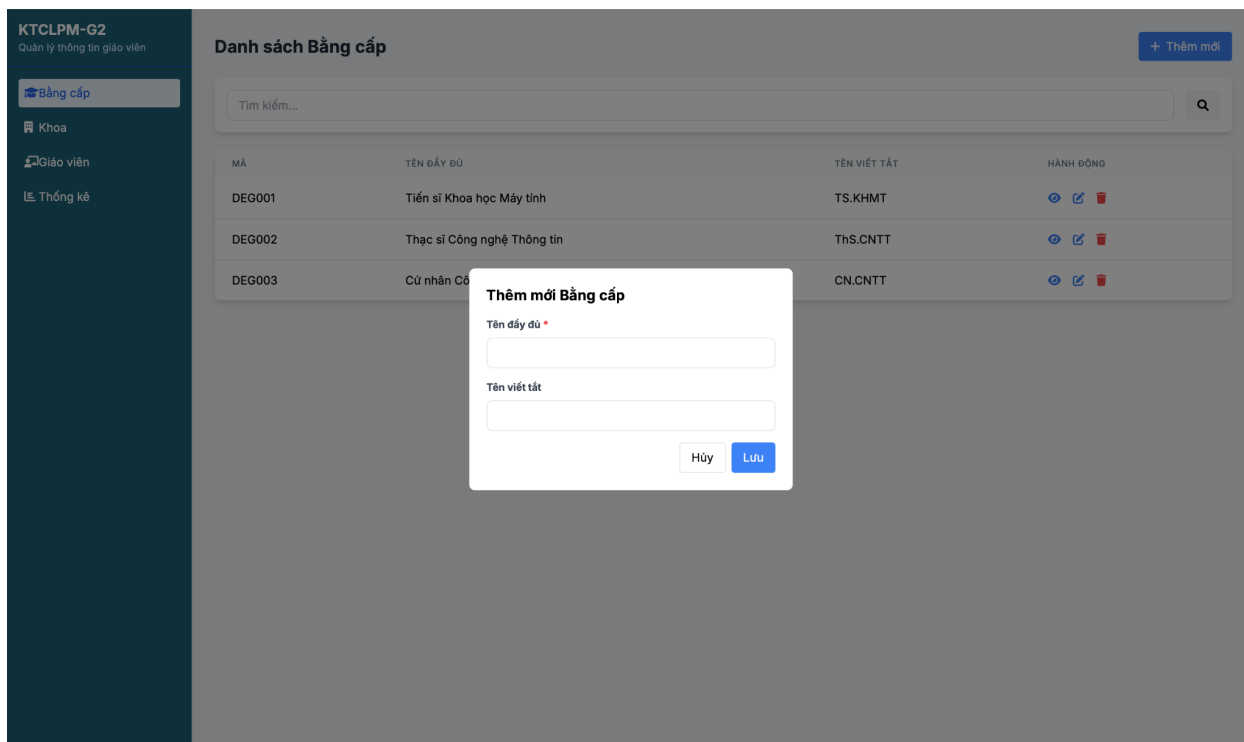 KTCLPM-G2
Quản lý thông tin giáo viên
Bằng cấp
Khoa
Giáo viên
Thống kê
Danh sách Bằng cấp
+ Thêm mới
Tìm kiếm...
MÃ TÊN ĐẦY ĐỦ TÊN VIẾT TẮT HÀNH ĐỘNG
DEG001 Tiến sĩ Khoa học Máy tính TS.KHMT
DEG002 Thạc sĩ Công nghệ Thông tin ThS.CNTT
DEG003 Cử nhân Cô CN.CNTT
Thêm mới Bằng cấp
Tên đầy đủ *
Tên viết tắt
Hủy Lưu